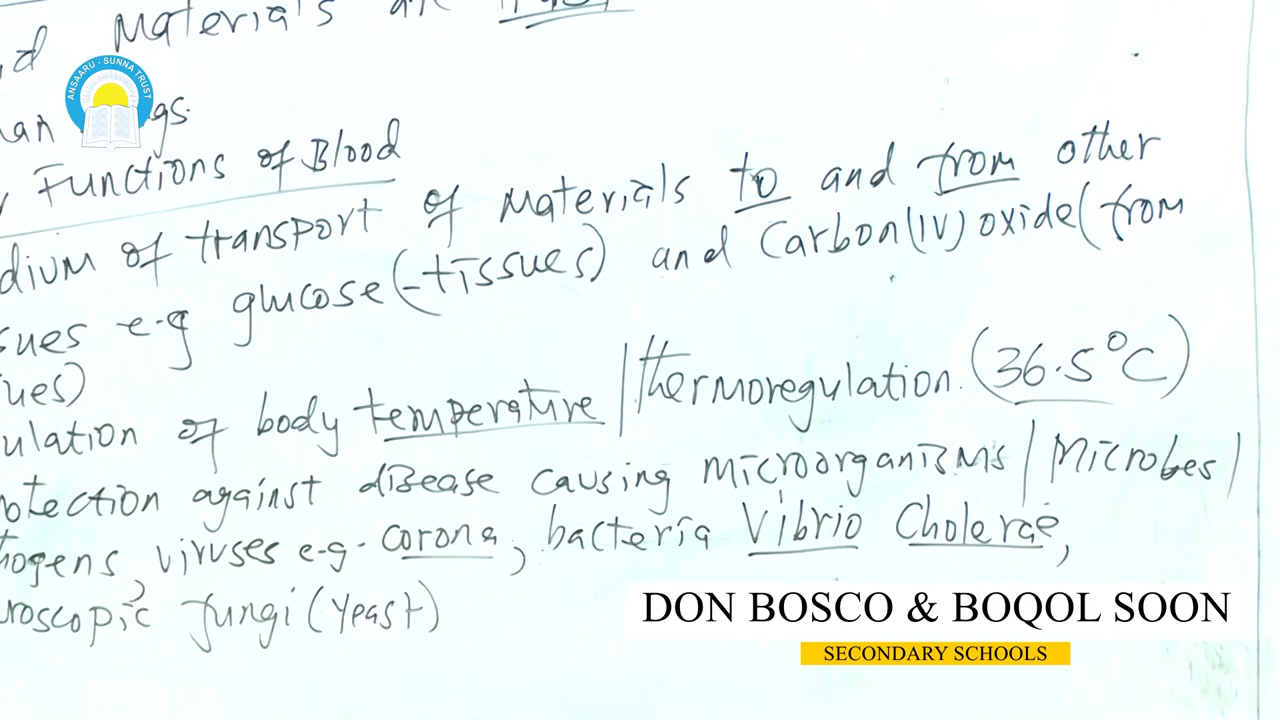 d Materials
ANSAARU - SUNNA TRUST
gs.
Functions of Blood
dium of transport of Materials to and from other
sues e.g glucose(-tissues) and Carbon(IV)oxide(from
ues)
ulation of body temperature/thermoregulation.(36.5°C)
otection against disease causing microorganisms/Microbes/
hogens, viruses e.g. corona, bacteria Vibrio Cholerae,
roscopic fungi(Yeast)
DON BOSCO & BOQOL SOON
SECONDARY SCHOOLS